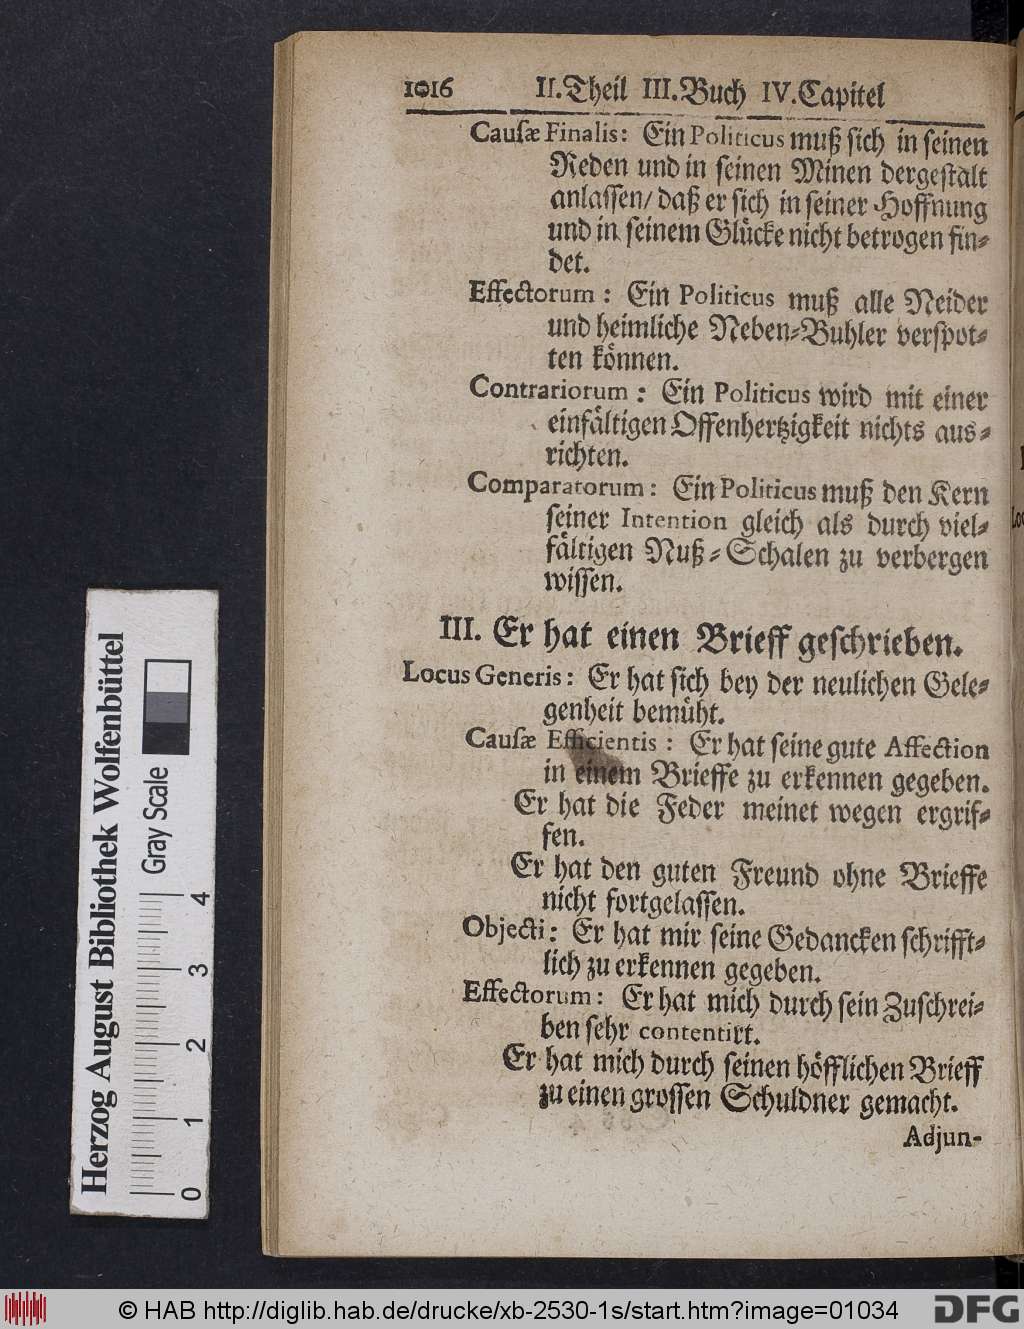 1016 II. Theil III. Buch IV. Capitel
Cauſæ Finalis: Ein Politicus muß ſich in ſeinen
Reden und in ſeinen Minen dergeſtalt
anlaſſen/ daß er ſich in ſeiner Hoffnung
und in ſeinem Glücke nicht betrogen fin-
det.
Effectorum: Ein Politicus muß alle Neider
und heimliche Neben-Buhler verſpot-
ten können.
Contrariorum: Ein Politicus wird mit einer
einfältigen Offenhertzigkeit nichts aus-
richten.
Comparatorum: Ein Politicus muß den Kern
ſeiner Intention gleich als durch viel-
fältigen Nuß-Schalen zu verbergen
wiſſen.
III. Er hat einen Brieff geſchrieben.
Locus Generis: Er hat ſich bey der neulichen Gele-
genheit bemüht.
Cauſæ Efficientis: Er hat ſeine gute Affection
in einem Brieffe zu erkennen gegeben.
Er hat die Feder meinet wegen ergrif-
fen.
Er hat den guten Freund ohne Brieffe
nicht fortgelaſſen.
Objecti: Er hat mir ſeine Gedancken ſchrifft-
lich zu erkennen gegeben.
Effectorum: Er hat mich durch ſein Zuſchrei-
ben ſehr contentirt.
Er hat mich durch ſeinen höfflichen Brieff
zu einen groſſen Schuldner gemacht.
Adjun-
Herzog August Bibliothek Wolfenbüttel
Gray Scale
0 1 2 3 4
© HAB http://diglib.hab.de/drucke/xb-2530-1s/start.htm?image=01034
DFG